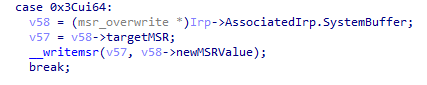 case 0x3Cui64:
v58 = (msr_overwrite *)Irp->AssociatedIrp.SystemBuffer;
v57 = v58->targetMSR;
__writemsr(v57, v58->newMSRValue);
break;